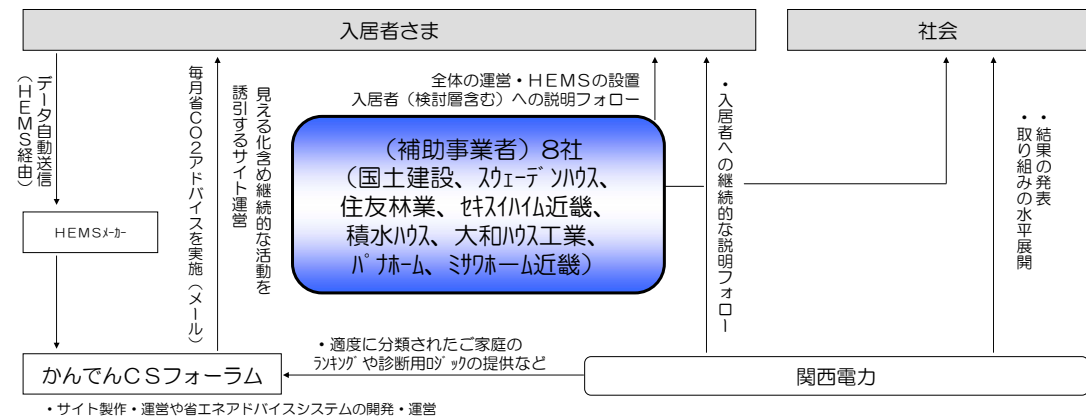 入居者さま
社会
データ自動送信
（ＨＥＭＳ経由）
毎月省ＣＯ２アドバイスを実施（メール）
見える化含め継続的な活動を
誘引するサイト運営
全体の運営・ＨＥＭＳの設置
入居者（検討層含む）への説明フォロー
（補助事業者）８社
（国土建設、ｽｳｪｰﾃﾞﾝﾊｳｽ、
住友林業、ｾｷｽｲﾊｲﾑ近畿、
積水ﾊｳｽ、大和ﾊｳｽ工業、
ﾊﾟﾅﾎｰﾑ、ﾐｻﾜﾎｰﾑ近畿）
・入居者への継続的な説明フォロー
・結果の発表
・取り組みの水平展開
ＨＥＭＳﾒｰｶｰ
・適度に分類されたご家庭の
ﾗﾝｷﾝｸﾞや診断用ﾛｼﾞｯｸの提供など
かんでんＣＳフォーラム
関西電力
・サイト製作・運営や省エネアドバイスシステムの開発・運営